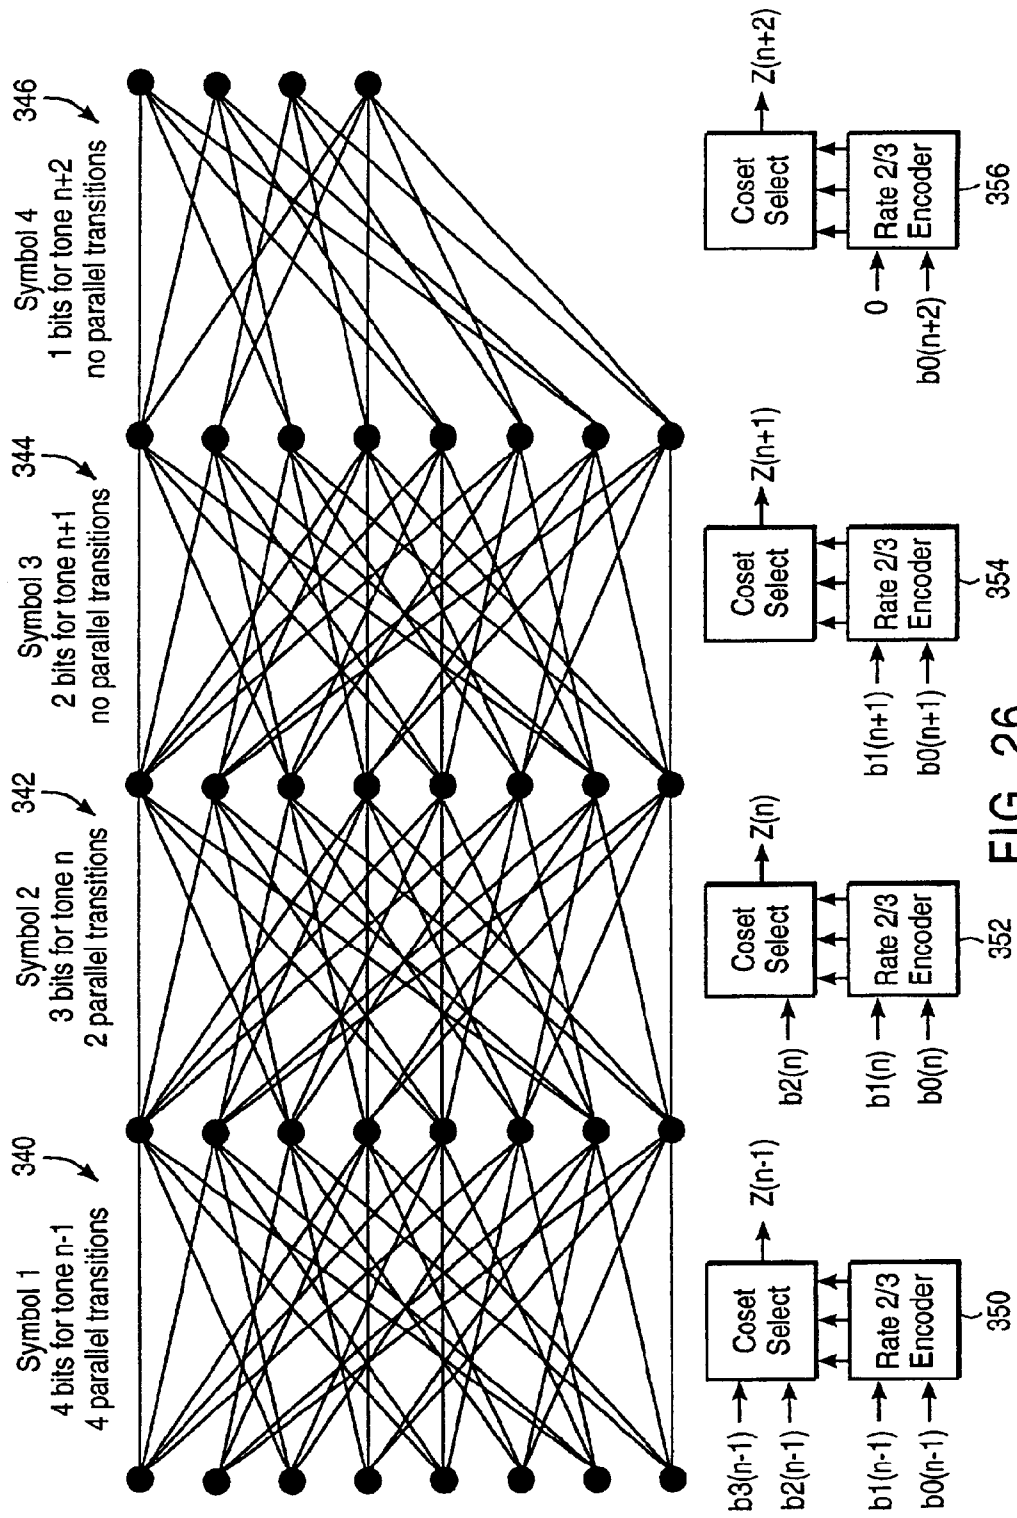 Symbol 1
4 bits for tone n-1
4 parallel transitions
340
Symbol 2
3 bits for tone n
2 parallel transitions
342
Symbol 3
2 bits for tone n+1
no parallel transitions
344
Symbol 4
1 bits for tone n+2
no parallel transitions
346
b3(n-1)
b2(n-1)
b1(n-1)
b0(n-1)
Coset
Select
Z(n-1)
Rate 2/3
Encoder
350
b2(n)
b1(n)
b0(n)
Coset
Select
Z(n)
Rate 2/3
Encoder
352
b1(n+1)
b0(n+1)
Coset
Select
Z(n+1)
Rate 2/3
Encoder
354
0
b0(n+2)
Coset
Select
Z(n+2)
Rate 2/3
Encoder
356
FIG. 26